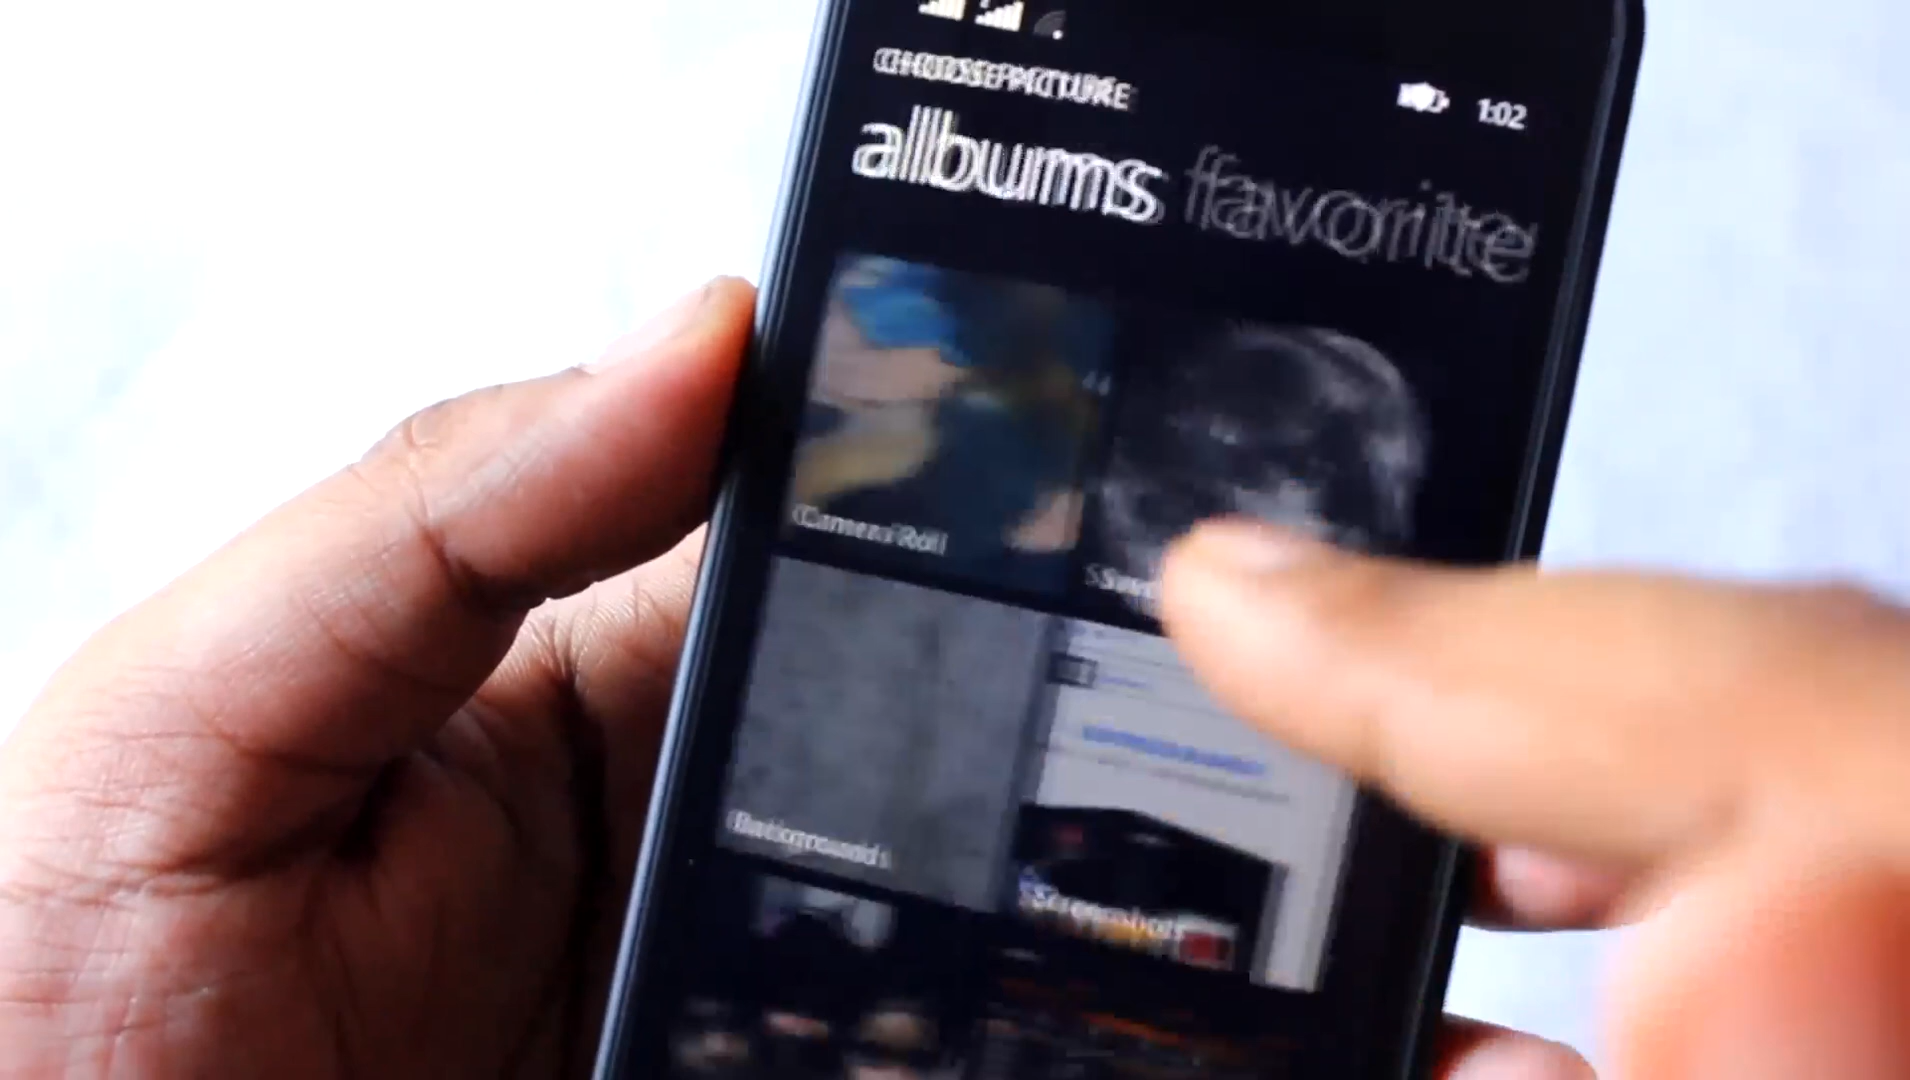 1:02
CHOOSE PICTURE
albums favorite
Camera Roll
Backgrounds
Screenshots